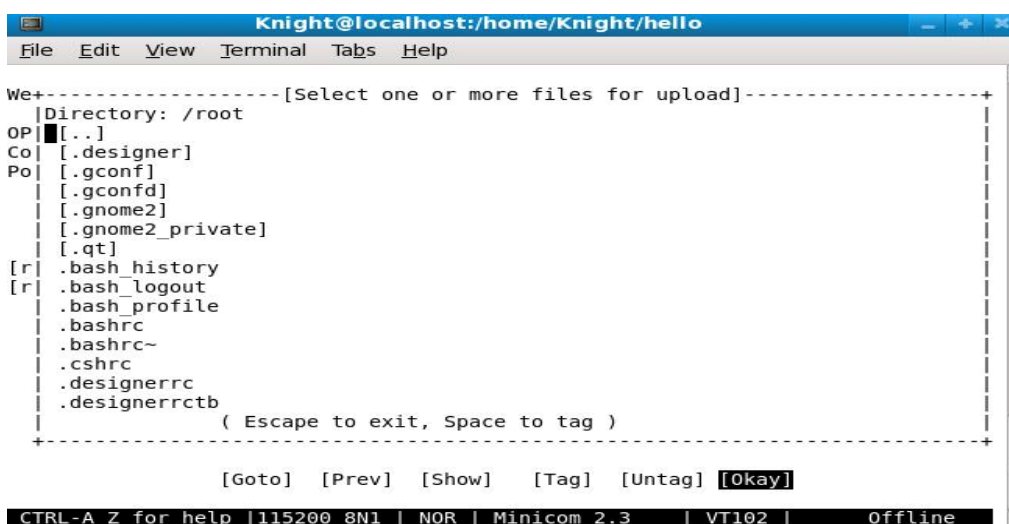 Knight@localhost:/home/Knight/hello
File Edit View Terminal Tabs Help
We+-------------------[Select one or more files for upload]-------------------+
|Directory: /root |
OP| [..] |
Co| [.designer] |
Po| [.gconf] |
| [.gconfd] |
| [.gnome2] |
| [.gnome2_private] |
| [.qt] |
[r| .bash_history |
[r| .bash_logout |
| .bash_profile |
| .bashrc |
| .bashrc~ |
| .cshrc |
| .designerrc |
| .designerrctb |
| ( Escape to exit, Space to tag ) |
+----------------------------------------------------------------------------+
[Goto] [Prev] [Show] [Tag] [Untag] [Okay]
CTRL-A Z for help |115200 8N1 | NOR | Minicom 2.3 | VT102 | Offline